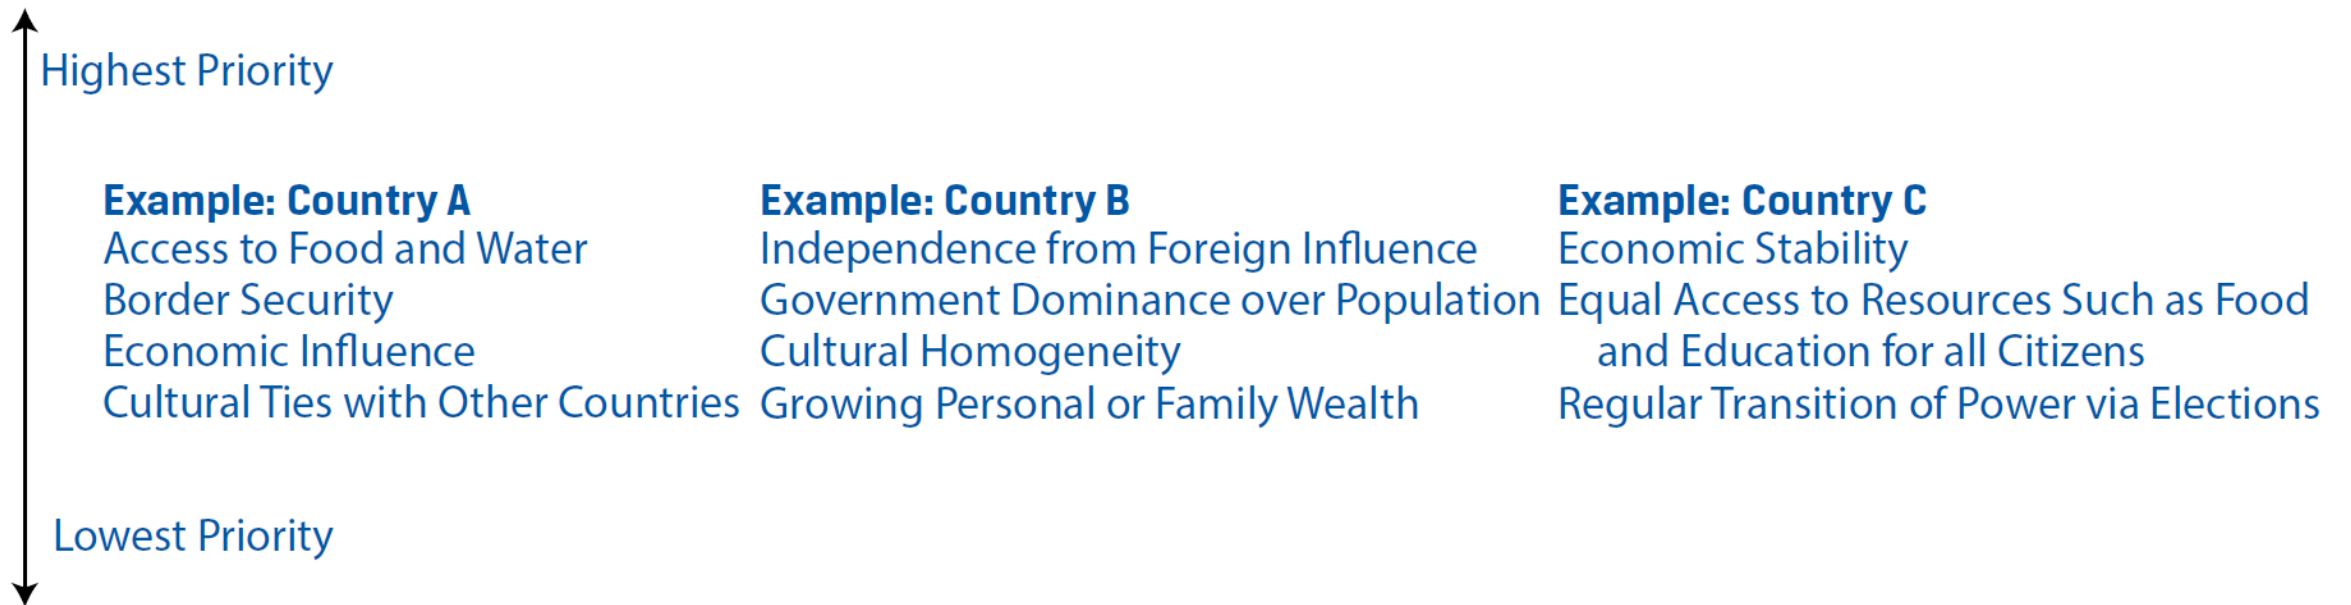 Highest Priority
Example: Country A
Access to Food and Water
Border Security
Economic Influence
Cultural Ties with Other Countries
Example: Country B
Independence from Foreign Influence
Government Dominance over Population
Cultural Homogeneity
Growing Personal or Family Wealth
Example: Country C
Economic Stability
Equal Access to Resources Such as Food
and Education for all Citizens
Regular Transition of Power via Elections
Lowest Priority